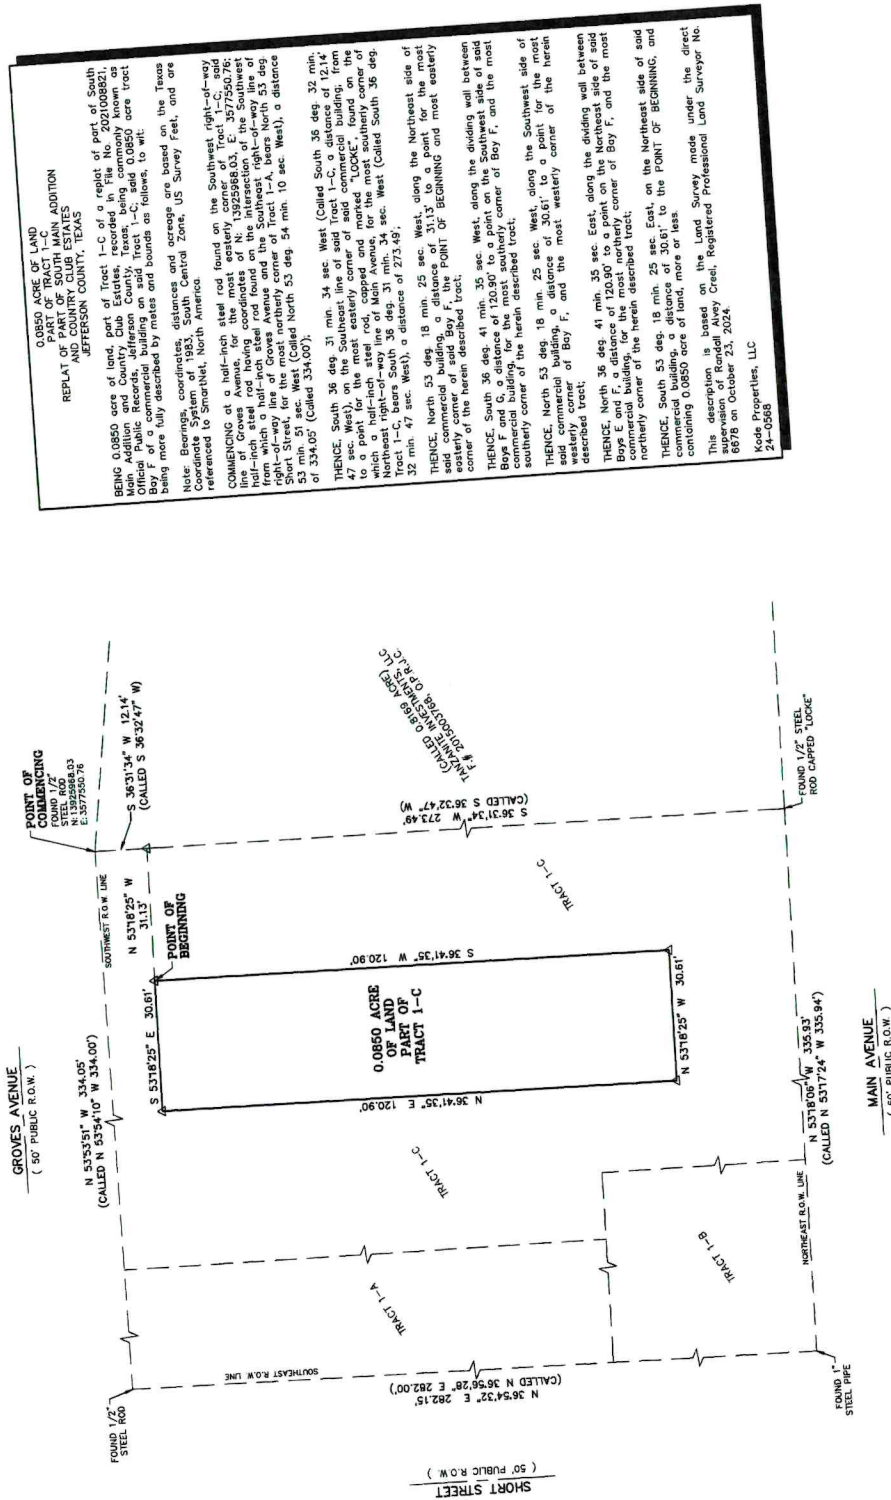 0.0850 ACRE OF LAND
PART OF TRACT 1-C
REPLAT OF PART OF SOUTH MAIN ADDITION
AND COUNTRY CLUB ESTATES
JEFFERSON COUNTY, TEXAS
BEING 0.0850 acre of land, part of Tract 1-C of a replat of Part of South
Main Addition and Country Club Estates, recorded in File No. 2021008821,
Official Public Records, Jefferson County, Texas; being commonly known as
Bay F of a commercial building on said Tract 1-C; said 0.0850 acre tract
being more fully described by metes and bounds as follows, to wit:
Note: Bearings, coordinates, distances and acreage are based on the Texas
Coordinate System of 1983, South Central Zone, US Survey Feet, and are
referenced to SmartNet, North America.
COMMENCING at a half-inch steel rod found on the Southwest right-of-way
line of Groves Avenue, for the most easterly corner of Tract 1-C; said
half-inch steel rod having coordinates of N: 13925968.03, E: 3577550.76;
from which a half-inch steel rod found on the intersection of the Southwest
right-of-way line of Groves Avenue and the Southeast right-of-way line of
Short Street, for the most northerly corner of Tract 1-A, bears North 53 deg.
53 min. 51 sec. West (Called North 53 deg. 54 min. 10 sec. West), a distance
of 334.05' (Called 334.00');
THENCE, South 36 deg. 31 min. 34 sec. West (Called South 36 deg. 32 min.
47 sec. West), on the Southeast line of said Tract 1-C, a distance of 12.14'
to a point for the most easterly corner of said commercial building; from
which a half-inch steel rod, capped and marked "LOCKE", found on the
Northeast right-of-way line of Main Avenue, for the most southerly corner of
Tract 1-C, bears South 36 deg. 31 min. 34 sec. West (Called South 36 deg.
32 min. 47 sec. West), a distance of 273.49';
THENCE, North 53 deg. 18 min. 25 sec. West, along the Northeast side of
said commercial building, a distance of 31.13' to a point for the most
easterly corner of said Bay F, the POINT OF BEGINNING and most easterly
corner of the herein described tract;
THENCE, South 36 deg. 41 min. 35 sec. West, along the dividing wall between
Bays F and G, a distance of 120.90' to a point on the Southwest side of said
commercial building, for the most southerly corner of Bay F, and the most
southerly corner of the herein described tract;
THENCE, North 53 deg. 18 min. 25 sec. West, along the Southwest side of
said commercial building, a distance of 30.61' to a point for the most
westerly corner of Bay F, and the most westerly corner of the herein
described tract;
THENCE, North 36 deg. 41 min. 35 sec. East, along the dividing wall between
Bays E and F, a distance of 120.90' to a point on the Northeast side of said
commercial building, for the most northerly corner of Bay F, and the most
northerly corner of the herein described tract;
THENCE, South 53 deg. 18 min. 25 sec. East, on the Northeast side of said
commercial building, a distance of 30.61' to the POINT OF BEGINNING, and
containing 0.0850 acre of land, more or less.
This description is based on the Land Survey made under the direct
supervision of Randall Alvey Creel, Registered Professional Land Surveyor No.
6678 on October 23, 2024.
Kode Properties, LLC
24-0568
GROVES AVENUE
( 50' PUBLIC R.O.W. )
N 53°53'51" W 334.05'
(CALLED N 53°54'10" W 334.00')
SOUTHWEST R.O.W. LINE
POINT OF
COMMENCING
FOUND 1/2"
STEEL ROD
N: 13925968.03
E: 3577550.76
S 36°31'34" W 12.14'
(CALLED S 36°32'47" W)
N 53°18'25" W
31.13'
POINT OF
BEGINNING
S 53°18'25" E 30.61'
FOUND 1/2"
STEEL ROD
(CALLED 0.8169 ACRE)
TANZANITE INVESTMENTS, LLC
F.# 2015003768, O.P.R.J.C.
S 36°31'34" W 273.49'
(CALLED S 36°32'47" W)
S 36°41'35" W 120.90'
0.0850 ACRE
OF LAND
PART OF
TRACT 1-C
N 36°41'35" E 120.90'
TRACT 1-C
TRACT 1-C
TRACT 1-A
TRACT 1-B
SOUTHEAST R.O.W. LINE
N 36°54'32" E 282.15'
(CALLED N 36°56'28" E 282.00')
SHORT STREET
( 50' PUBLIC R.O.W. )
N 53°18'25" W 30.61'
FOUND 1/2" STEEL
ROD CAPPED "LOCKE"
NORTHEAST R.O.W. LINE
N 53°18'06" W 335.93'
(CALLED N 53°17'24" W 335.94')
FOUND 1"
STEEL PIPE
MAIN AVENUE
( 60' PUBLIC R.O.W. )